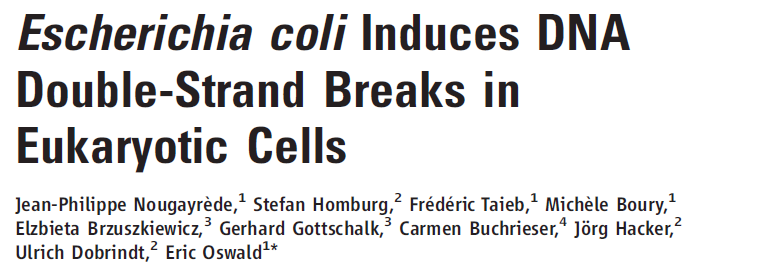 Escherichia coli Induces DNA
Double-Strand Breaks in
Eukaryotic Cells
Jean-Philippe Nougayrède,1 Stefan Homburg,2 Frédéric Taieb,1 Michèle Boury,1
Elzbieta Brzuszkiewicz,3 Gerhard Gottschalk,3 Carmen Buchrieser,4 Jörg Hacker,2
Ulrich Dobrindt,2 Eric Oswald1*